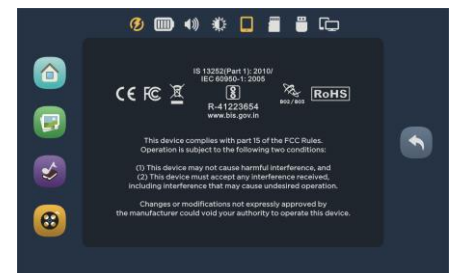 IS 13252(Part 1): 2010/
IEC 60950-1: 2005
CE FC
R-41223654
www.bis.gov.in
802/803
RoHS
This device complies with part 15 of the FCC Rules.
Operation is subject to the following two conditions:
(1) This device may not cause harmful interference, and
(2) This device must accept any interference received,
including interference that may cause undesired operation.
Changes or modifications not expressly approved by
the manufacturer could void your authority to operate this device.